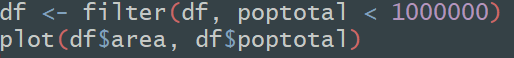 df <- filter(df, poptotal < 1000000)
plot(df$area, df$poptotal)